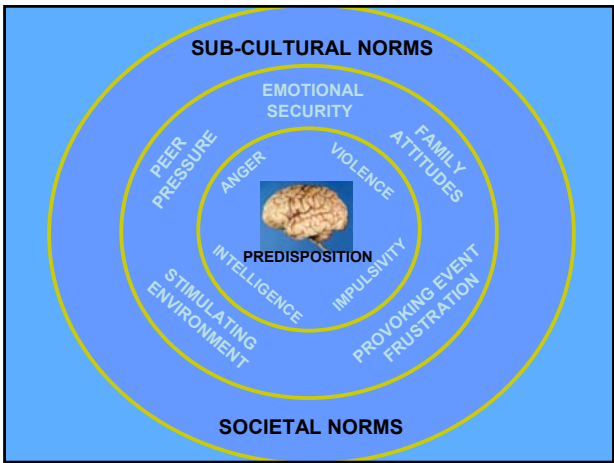 SUB-CULTURAL NORMS
EMOTIONAL
SECURITY
PEER
PRESSURE
FAMILY
ATTITUDES
ANGER
VIOLENCE
PREDISPOSITION
INTELLIGENCE
IMPULSIVITY
STIMULATING
ENVIRONMENT
PROVOKING EVENT
FRUSTRATION
SOCIETAL NORMS